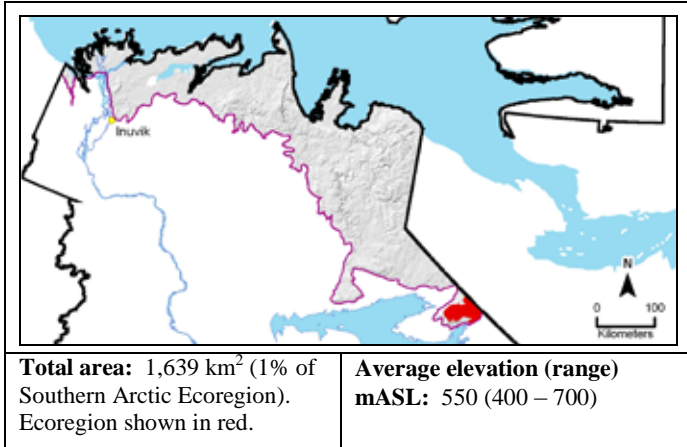 Inuvik
N
0 100
Kilometers
Total area: 1,639 km² (1% of
Southern Arctic Ecoregion).
Ecoregion shown in red.
Average elevation (range)
mASL: 550 (400 – 700)